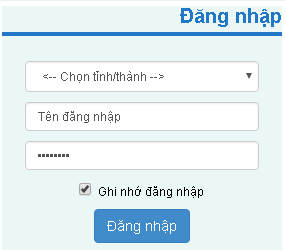 Đăng nhập
<-- Chọn tỉnh/thành -->
Tên đăng nhập
••••••••
Ghi nhớ đăng nhập
Đăng nhập